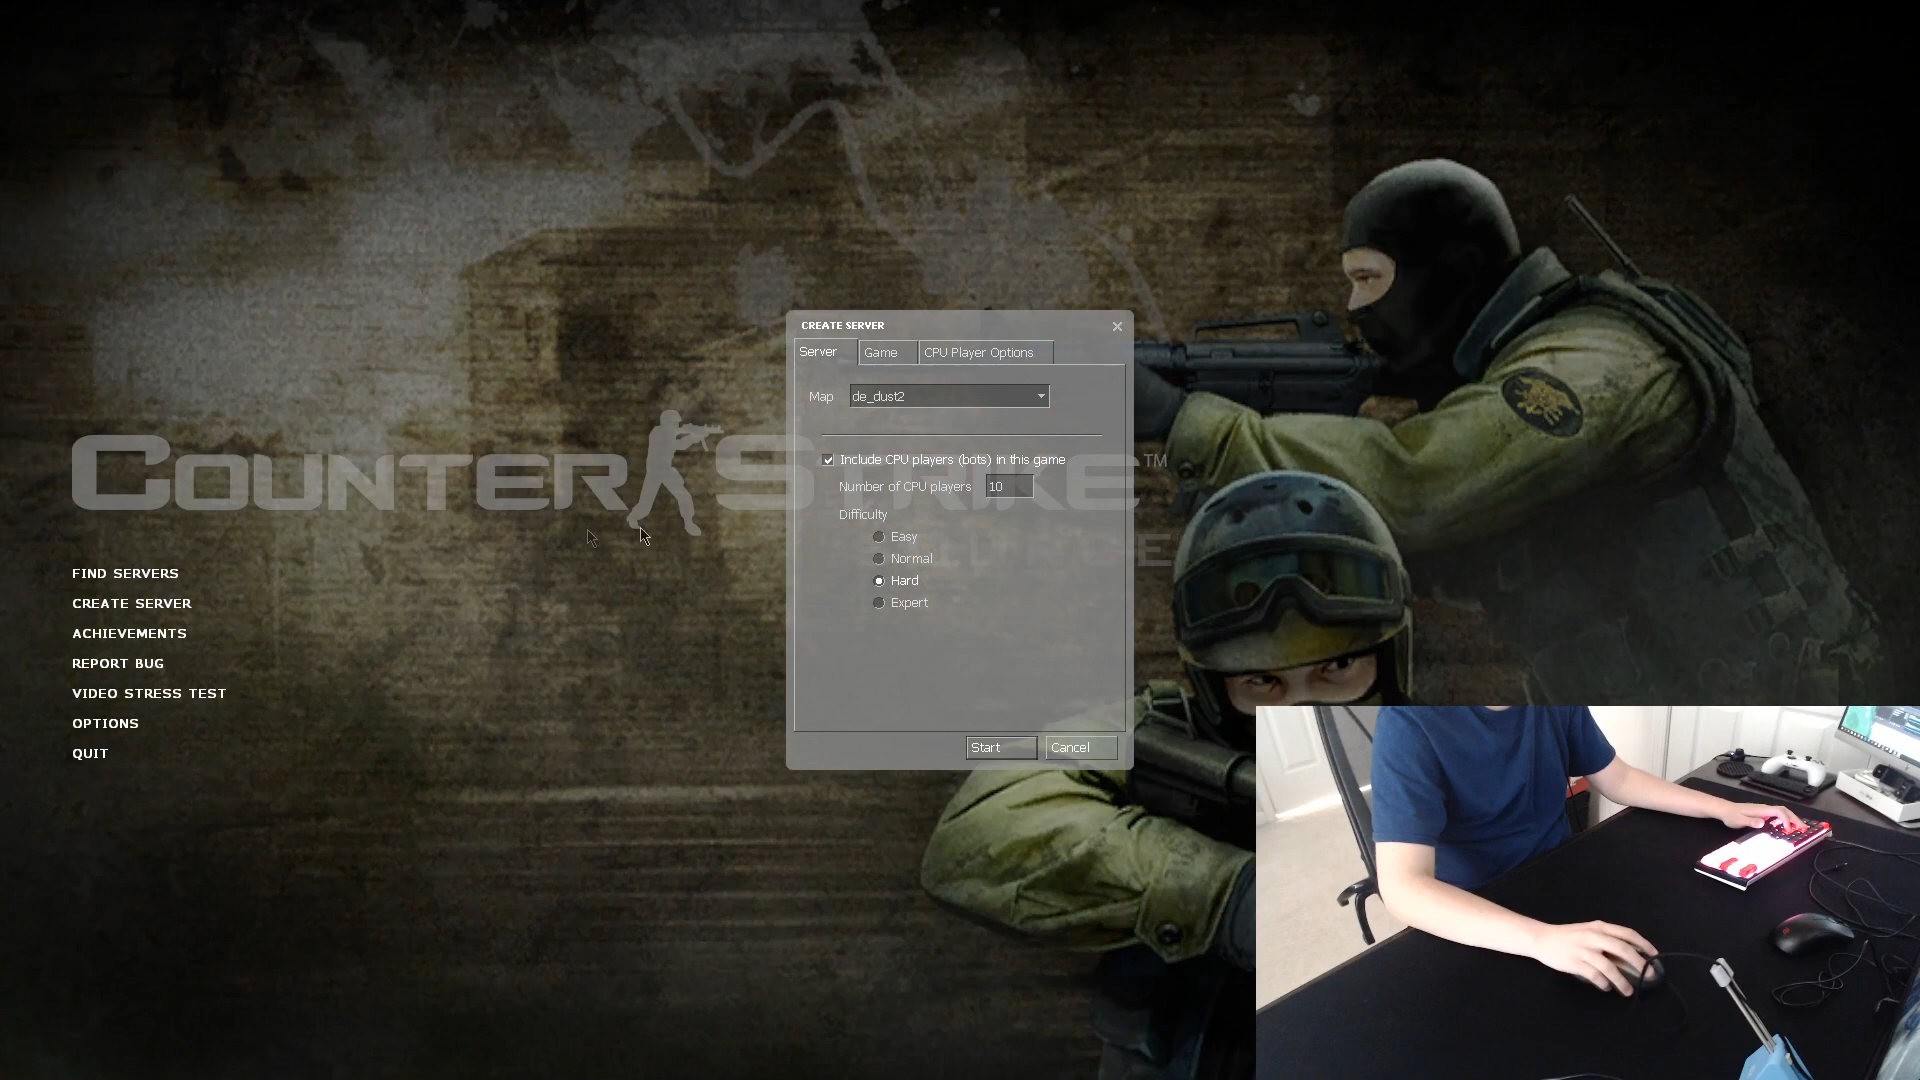 CREATE SERVER
Server Game CPU Player Options
Map de_dust2
COUNTER STRIKE™
Include CPU players (bots) in this game
Number of CPU players 10
Difficulty
Easy
Normal
Hard
Expert
FIND SERVERS
CREATE SERVER
ACHIEVEMENTS
REPORT BUG
VIDEO STRESS TEST
OPTIONS
QUIT
Start Cancel